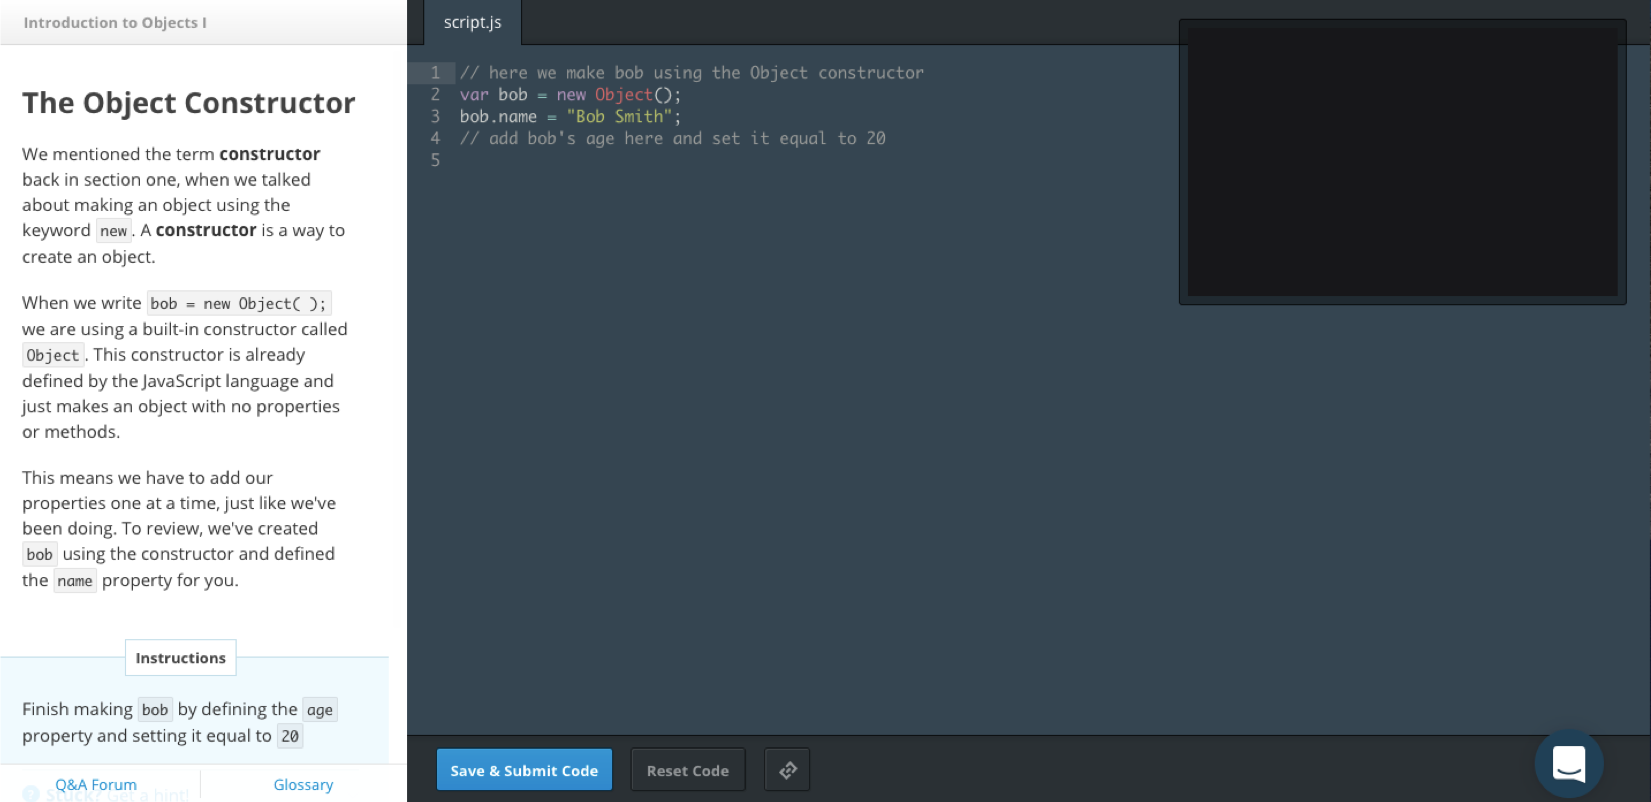 Introduction to Objects I
The Object Constructor
We mentioned the term constructor
back in section one, when we talked
about making an object using the
keyword new. A constructor is a way to
create an object.
When we write bob = new Object( );
we are using a built-in constructor called
Object. This constructor is already
defined by the JavaScript language and
just makes an object with no properties
or methods.
This means we have to add our
properties one at a time, just like we've
been doing. To review, we've created
bob using the constructor and defined
the name property for you.
Instructions
Finish making bob by defining the age
property and setting it equal to 20
Q&A Forum
Glossary
Stuck? Get a hint!
script.js
1 // here we make bob using the Object constructor
2 var bob = new Object();
3 bob.name = "Bob Smith";
4 // add bob's age here and set it equal to 20
5
Save & Submit Code
Reset Code